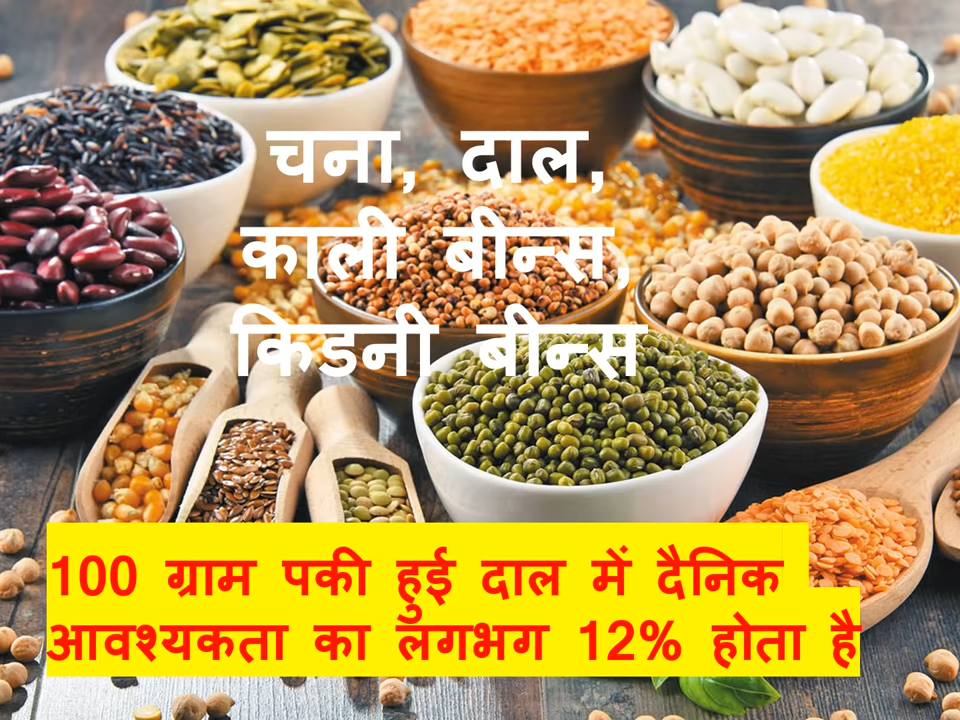 चना, दाल,
काली बीन्स,
किडनी बीन्स
100 ग्राम पकी हुई दाल में दैनिक
आवश्यकता का लगभग 12% होता है